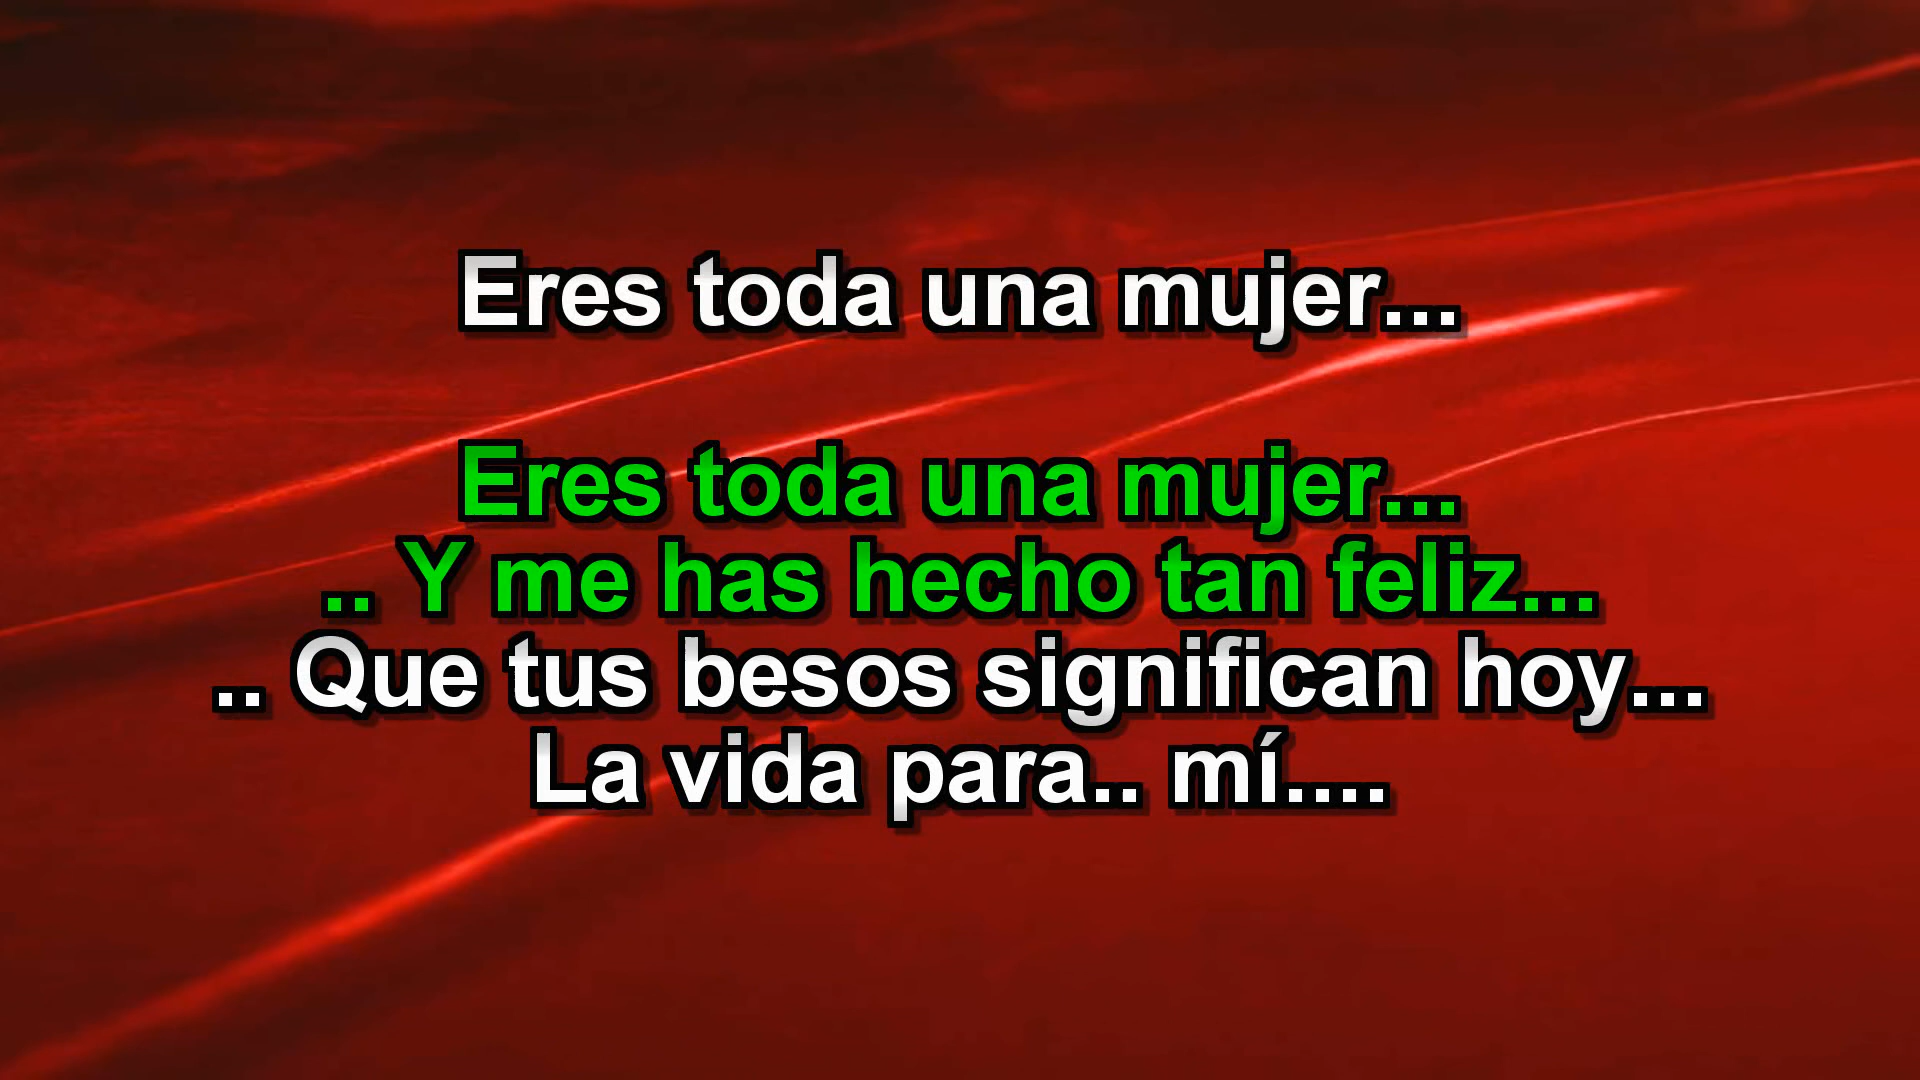 Eres toda una mujer...
Eres toda una mujer...
.. Y me has hecho tan feliz...
.. Que tus besos significan hoy...
La vida para.. mí....